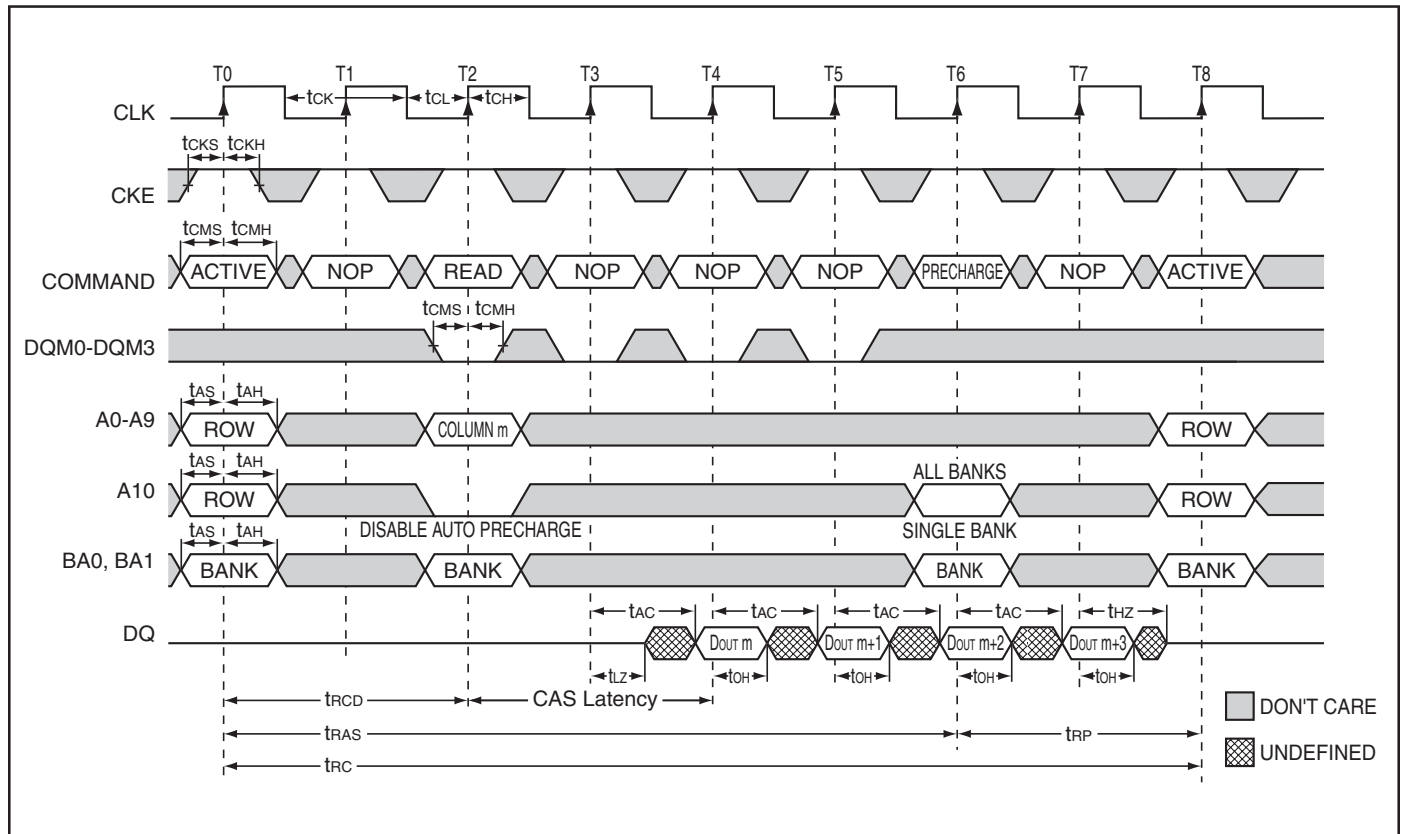 T0 T1 T2 T3 T4 T5 T6 T7 T8
CLK tCK tCL tCH
tCKS tCKH
CKE
tCMS tCMH
COMMAND ACTIVE NOP READ NOP NOP NOP PRECHARGE NOP ACTIVE
tCMS tCMH
DQM0-DQM3
tAS tAH
A0-A9 ROW COLUMN m ROW
tAS tAH ALL BANKS
A10 ROW ROW
tAS tAH DISABLE AUTO PRECHARGE SINGLE BANK
BA0, BA1 BANK BANK BANK BANK
tAC tAC tAC tAC tHZ
DQ DOUT m DOUT m+1 DOUT m+2 DOUT m+3
tLZ tOH tOH tOH tOH
tRCD CAS Latency
DON'T CARE
tRAS tRP
UNDEFINED
tRC